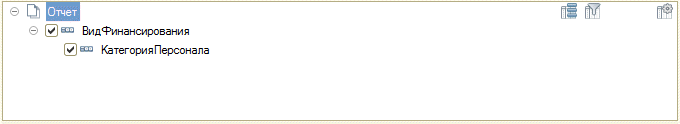 Отчет
ВидФинансирования
КатегорияПерсонала